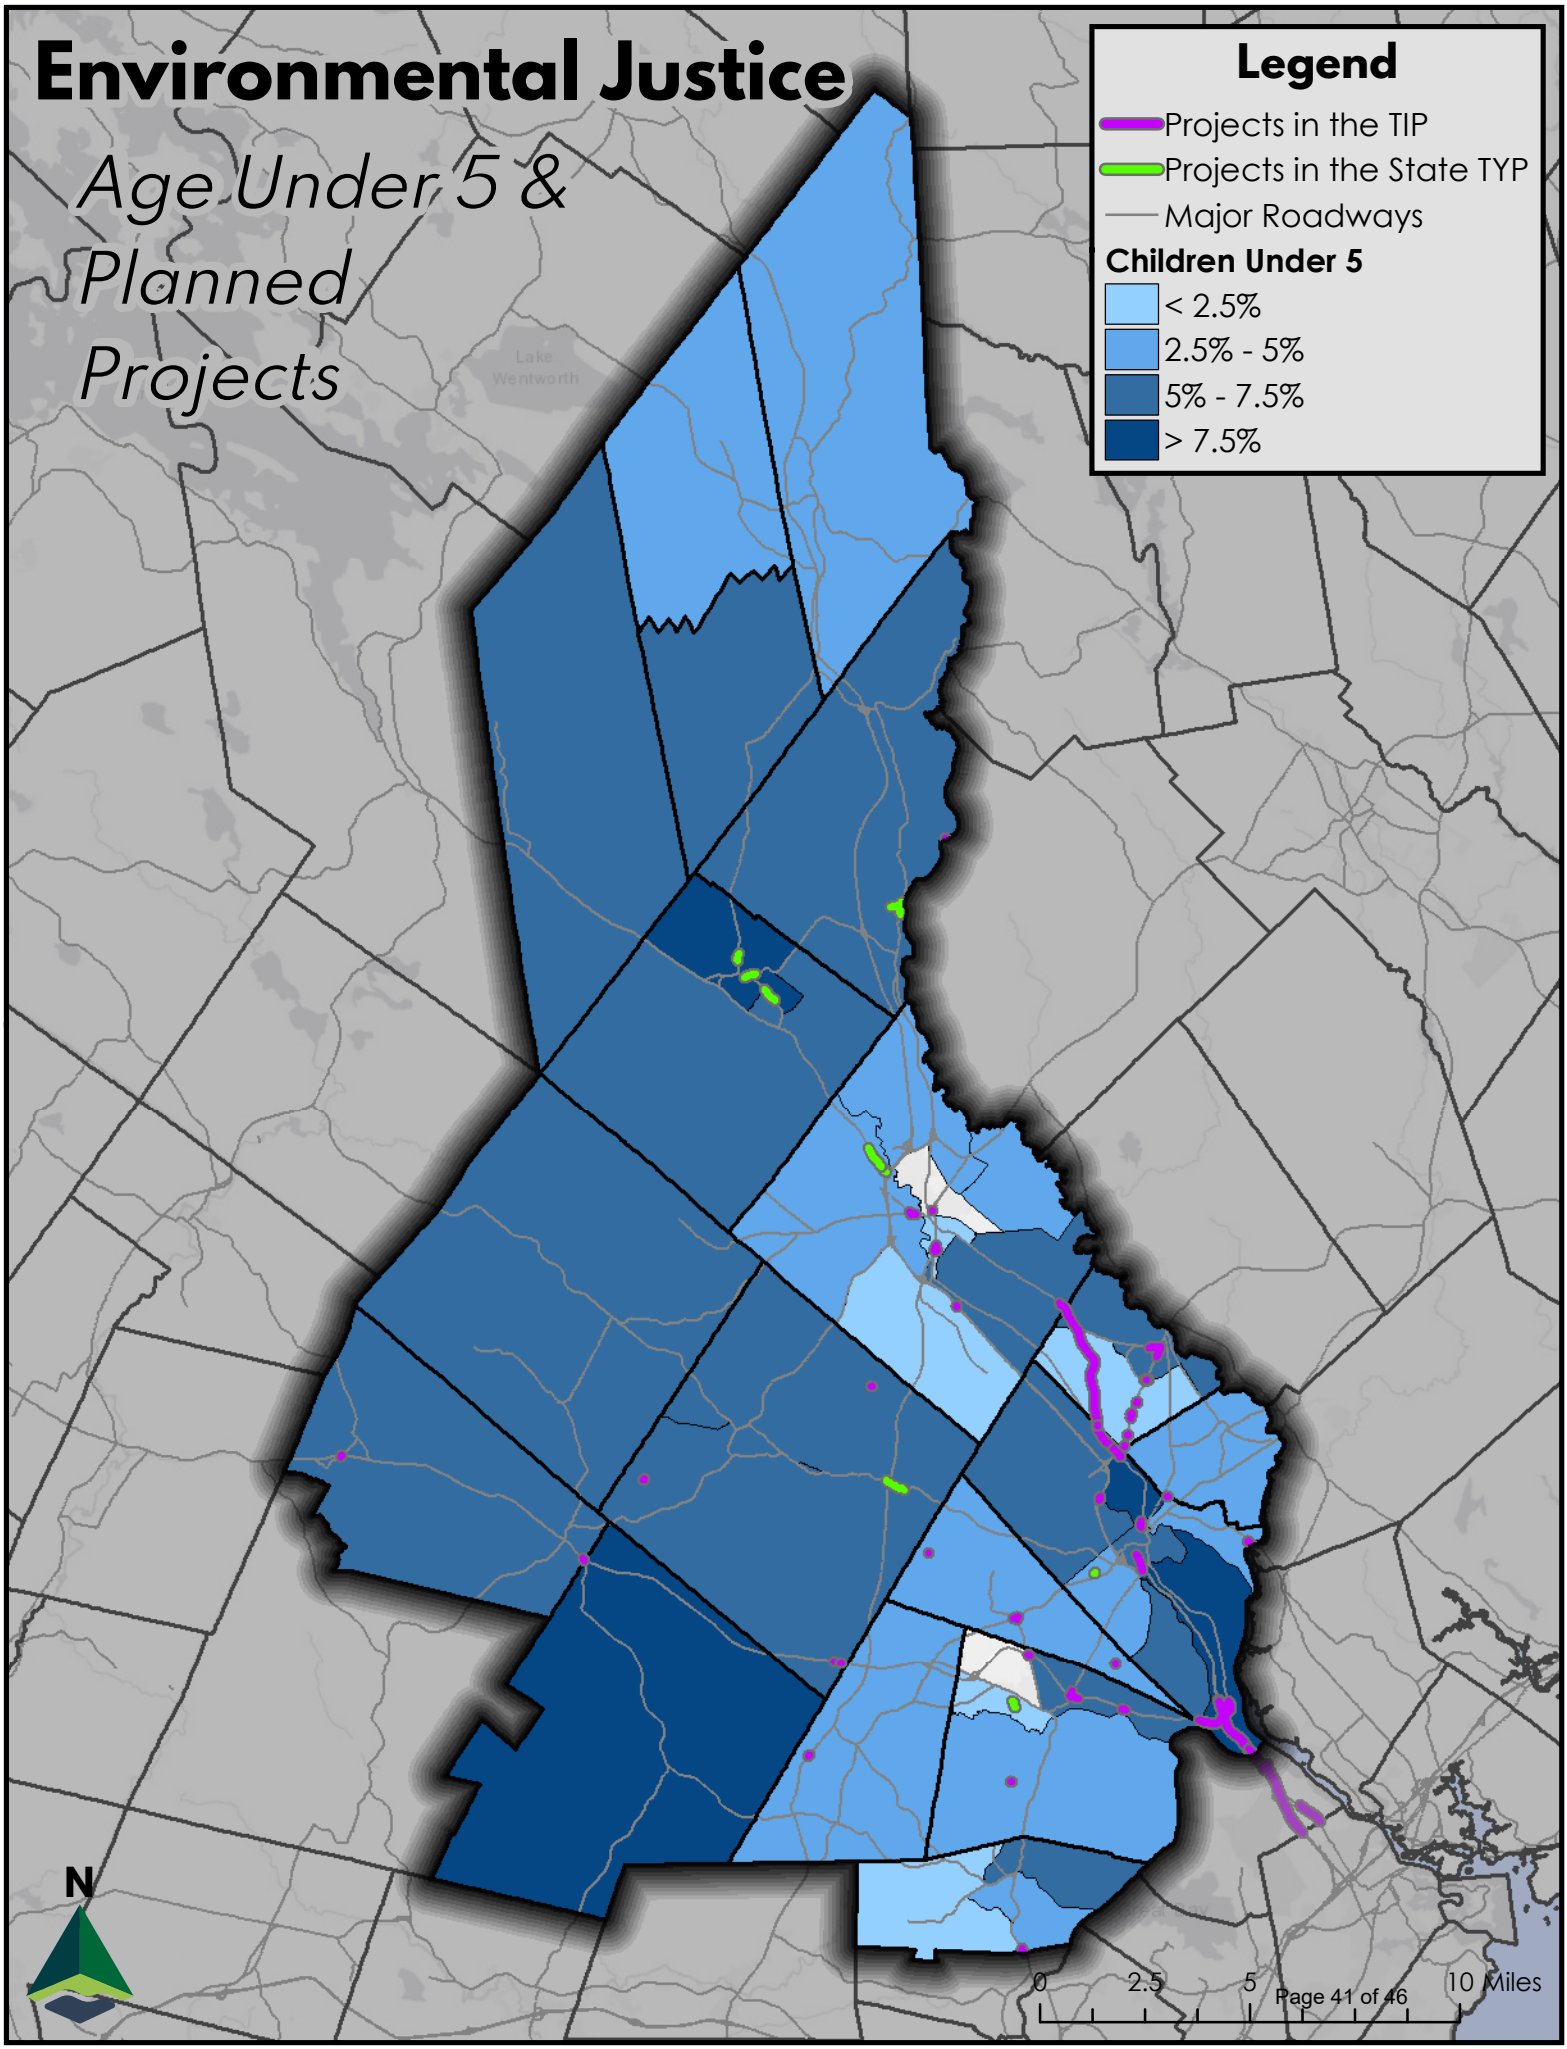 Environmental Justice
Age Under 5 &
Planned
Projects
Legend
Projects in the TIP
Projects in the State TYP
Major Roadways
Children Under 5
< 2.5%
2.5% - 5%
5% - 7.5%
> 7.5%
Lake
Wentworth
N
0 2.5 5 10 Miles
Page 41 of 46